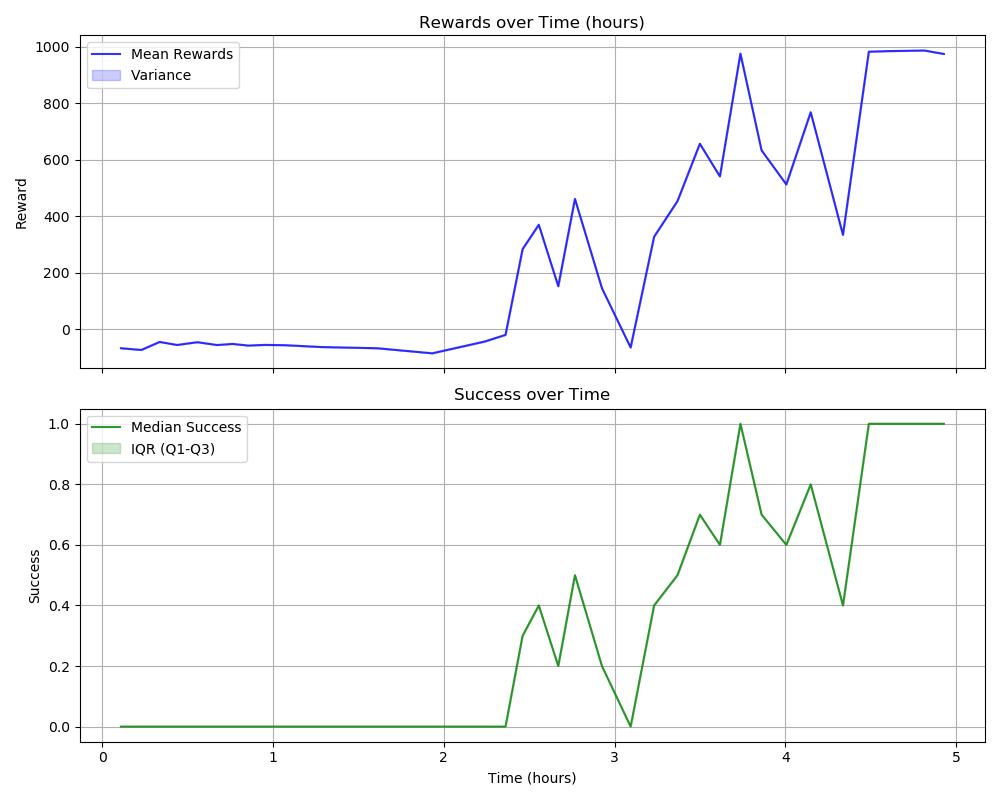 Rewards over Time (hours)
Mean Rewards
Variance
1000
800
600
400
200
0
Reward
Success over Time
Median Success
IQR (Q1-Q3)
1.0
0.8
0.6
0.4
0.2
0.0
Success
0 1 2 3 4 5
Time (hours)